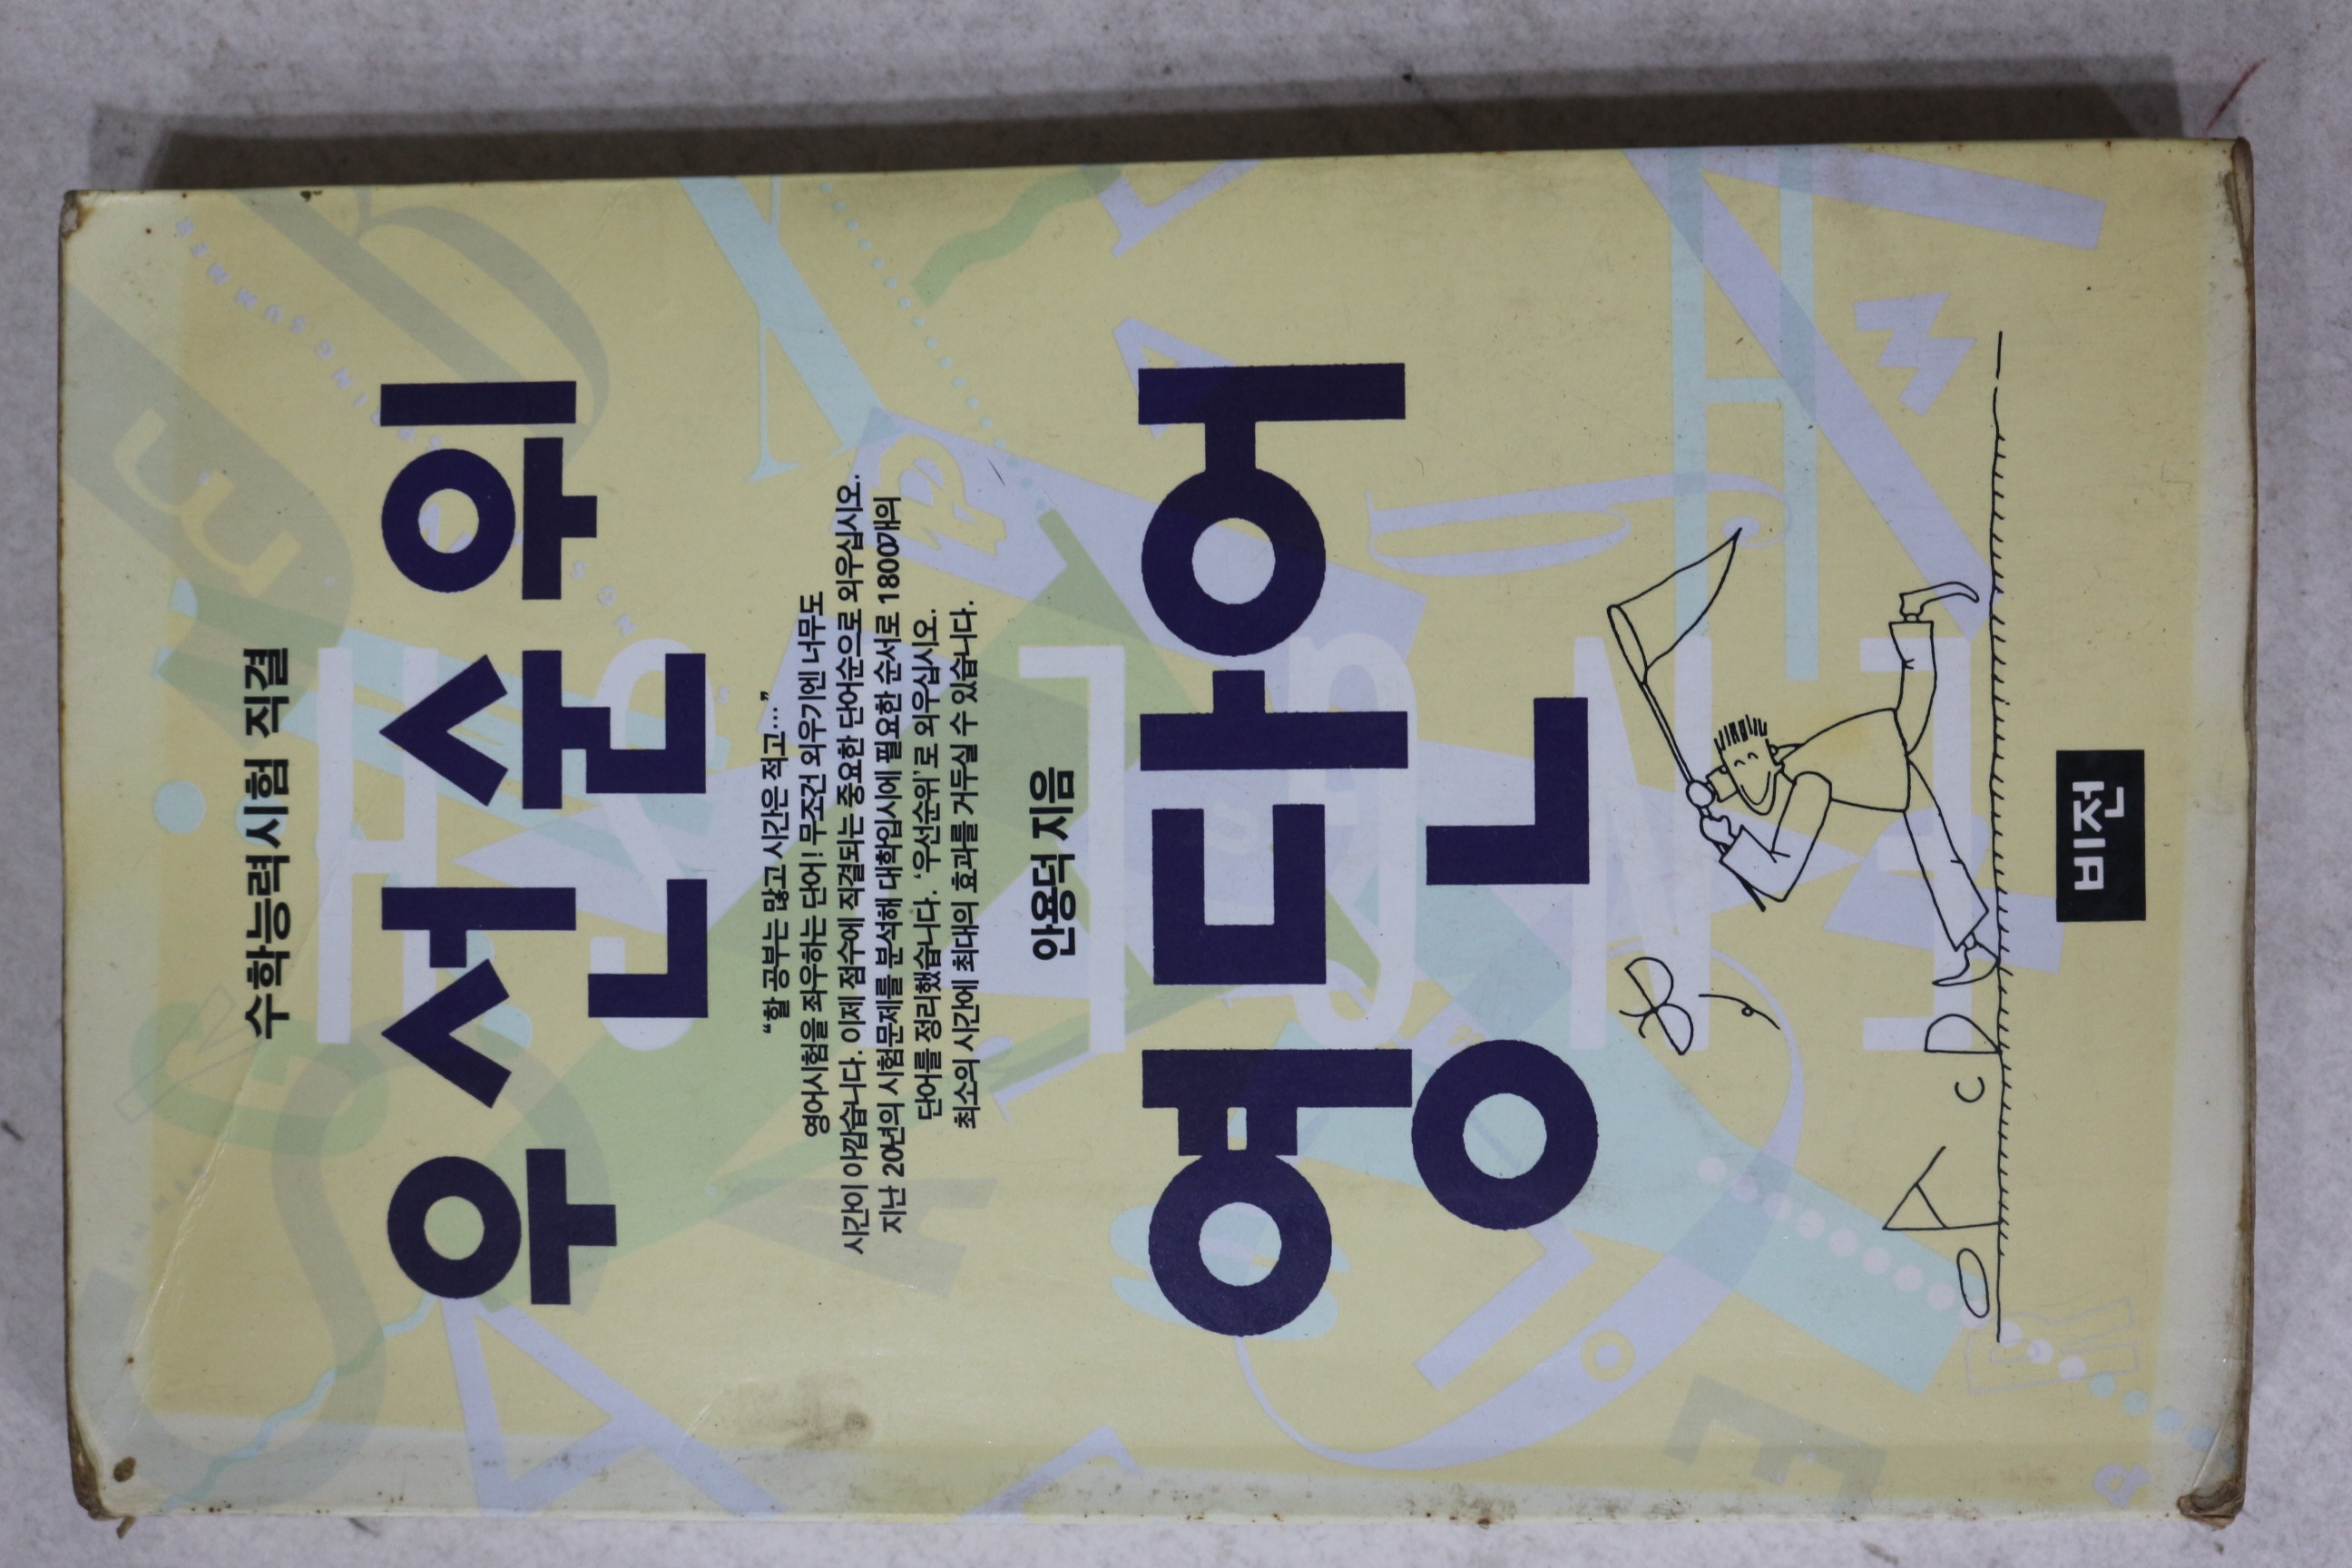 수학능력시험 직결
우선순위
“할 공부는 많고 시간은 적고…”
영어시험을 좌우하는 단어! 무조건 외우기엔 너무도
시간이 아깝습니다. 이제 점수에 직결되는 중요한 단어순으로 외우십시오.
지난 20년의 시험문제를 분석해 대학입시에 필요한 순서로 1800개의
단어를 정리했습니다. ‘우선순위’로 외우십시오.
최소의 시간에 최대의 효과를 거두실 수 있습니다.
안용덕 지음
영단어
B
O A C D
비전